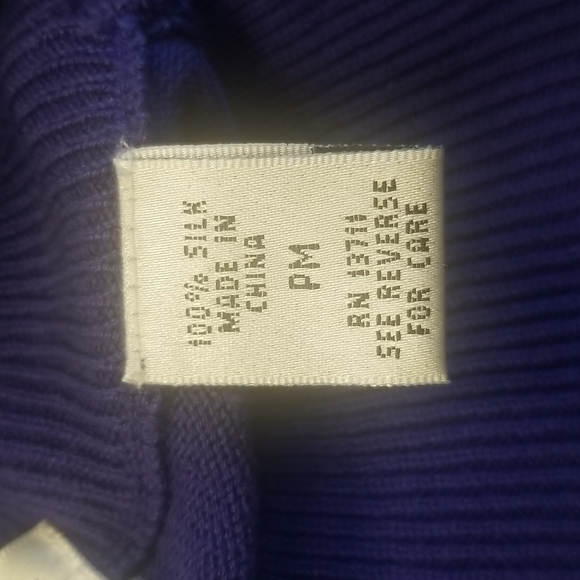 100% SILK
MADE IN
CHINA
PM
RN 13711
SEE REVERSE
FOR CARE